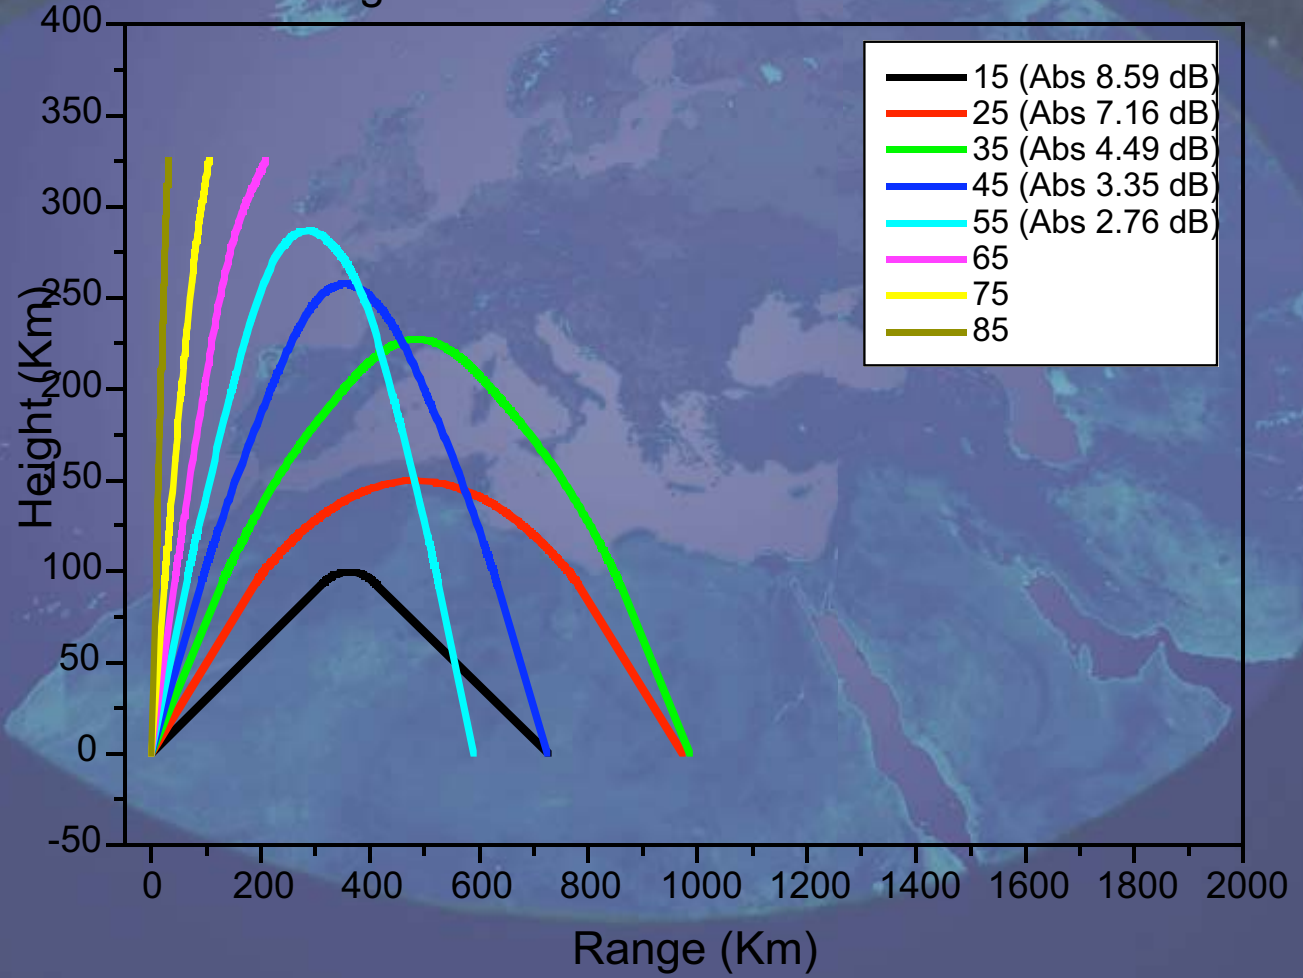 400
350
300
250
200
150
100
50
0
-50
Height (Km)
15 (Abs 8.59 dB)
25 (Abs 7.16 dB)
35 (Abs 4.49 dB)
45 (Abs 3.35 dB)
55 (Abs 2.76 dB)
65
75
85
0 200 400 600 800 1000 1200 1400 1600 1800 2000
Range (Km)